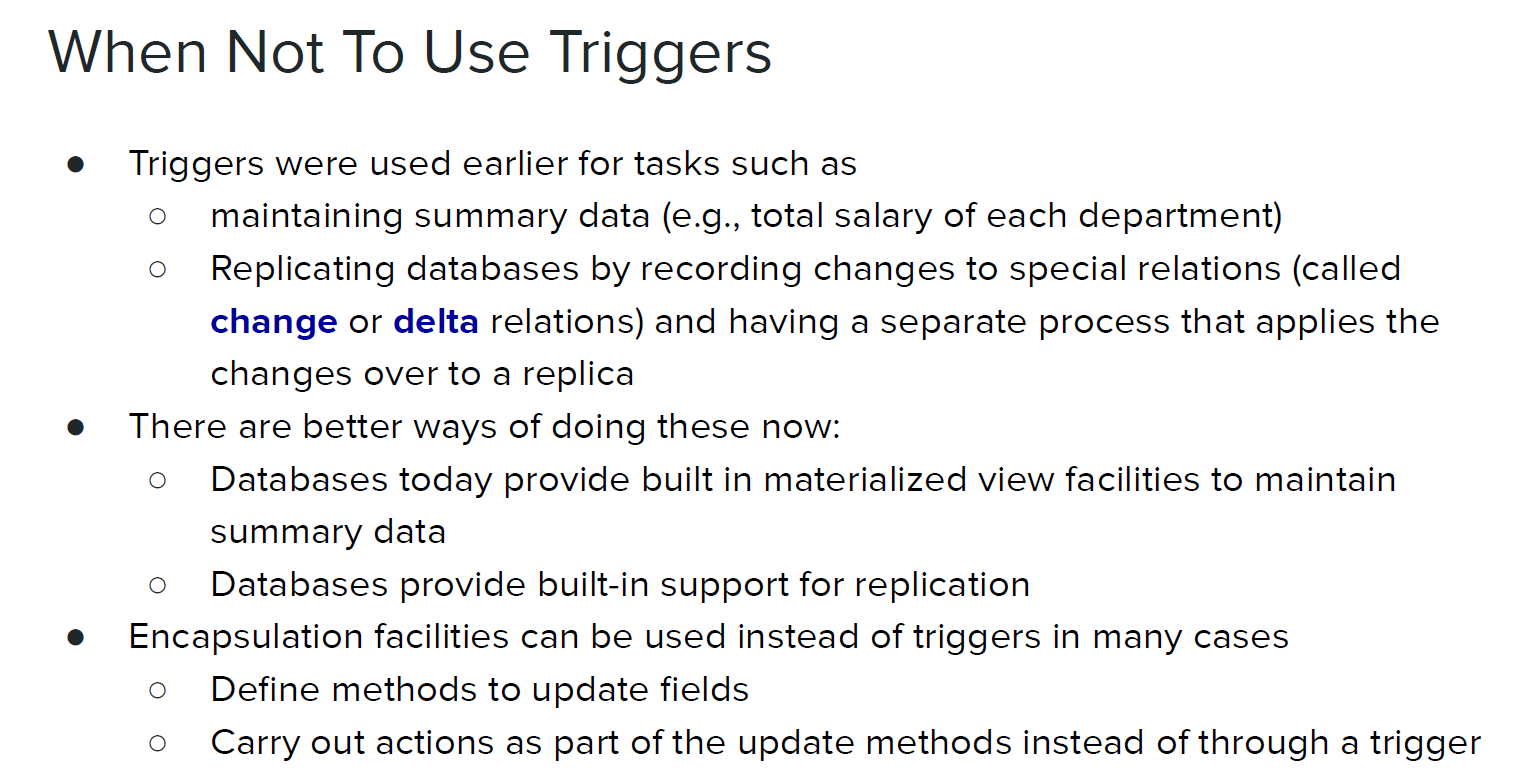 When Not To Use Triggers
● Triggers were used earlier for tasks such as
○ maintaining summary data (e.g., total salary of each department)
○ Replicating databases by recording changes to special relations (called
change or delta relations) and having a separate process that applies the
changes over to a replica
● There are better ways of doing these now:
○ Databases today provide built in materialized view facilities to maintain
summary data
○ Databases provide built-in support for replication
● Encapsulation facilities can be used instead of triggers in many cases
○ Define methods to update fields
○ Carry out actions as part of the update methods instead of through a trigger